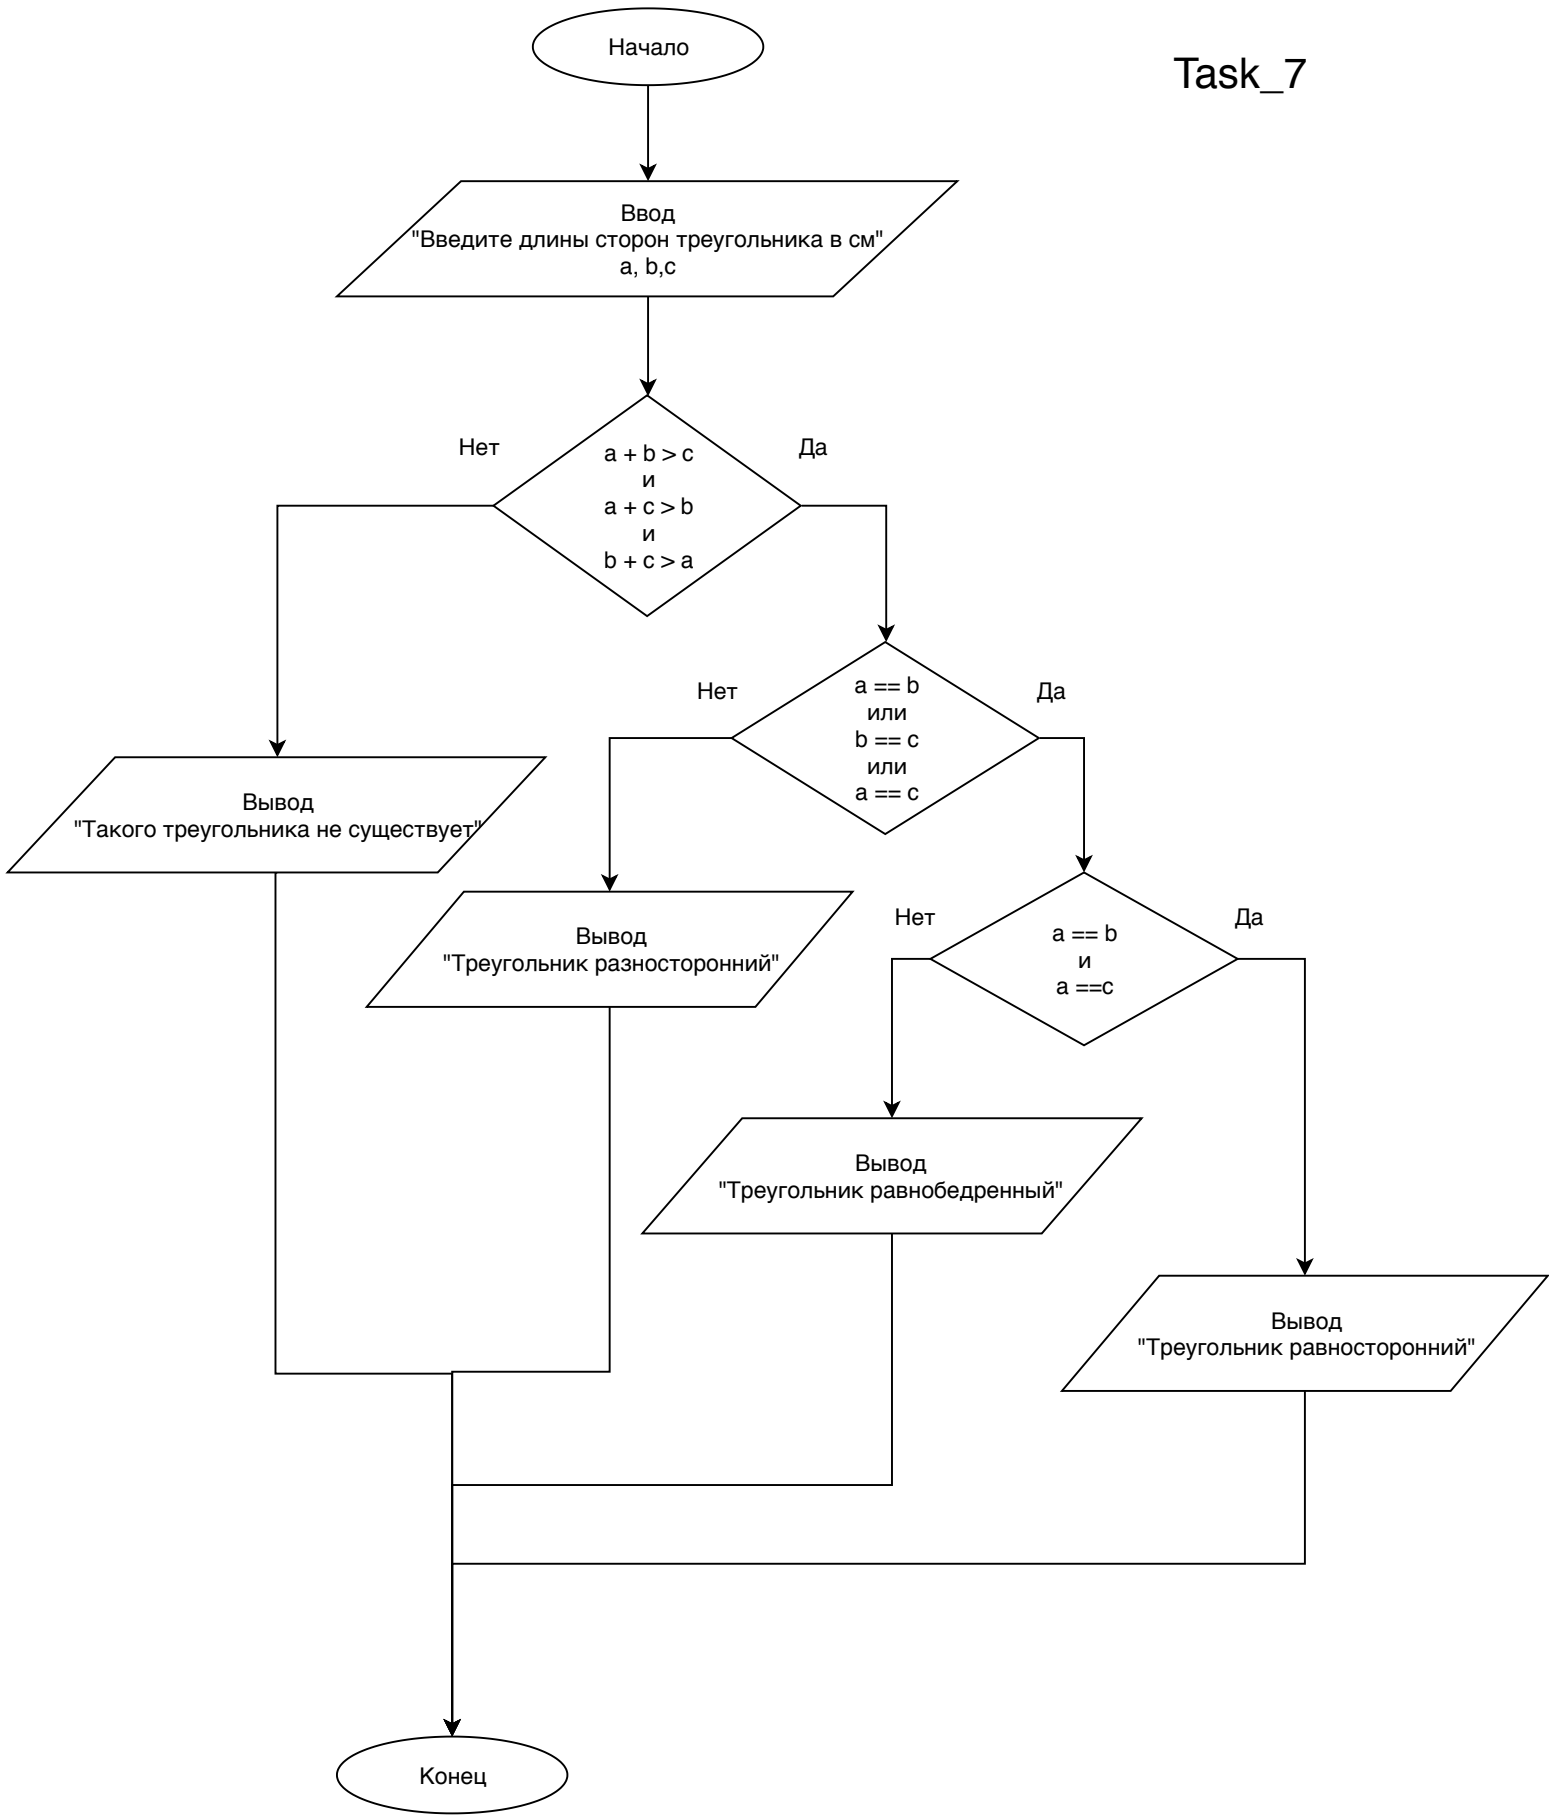 Начало
Task_7
Ввод
"Введите длины сторон треугольника в см"
a, b,c
Нет
Да
a + b > c
и
a + c > b
и
b + c > a
Нет
Да
a == b
или
b == c
или
a == c
Вывод
"Такого треугольника не существует"
Нет
Да
Вывод
"Треугольник разносторонний"
a == b
и
a ==c
Вывод
"Треугольник равнобедренный"
Вывод
"Треугольник равносторонний"
Конец